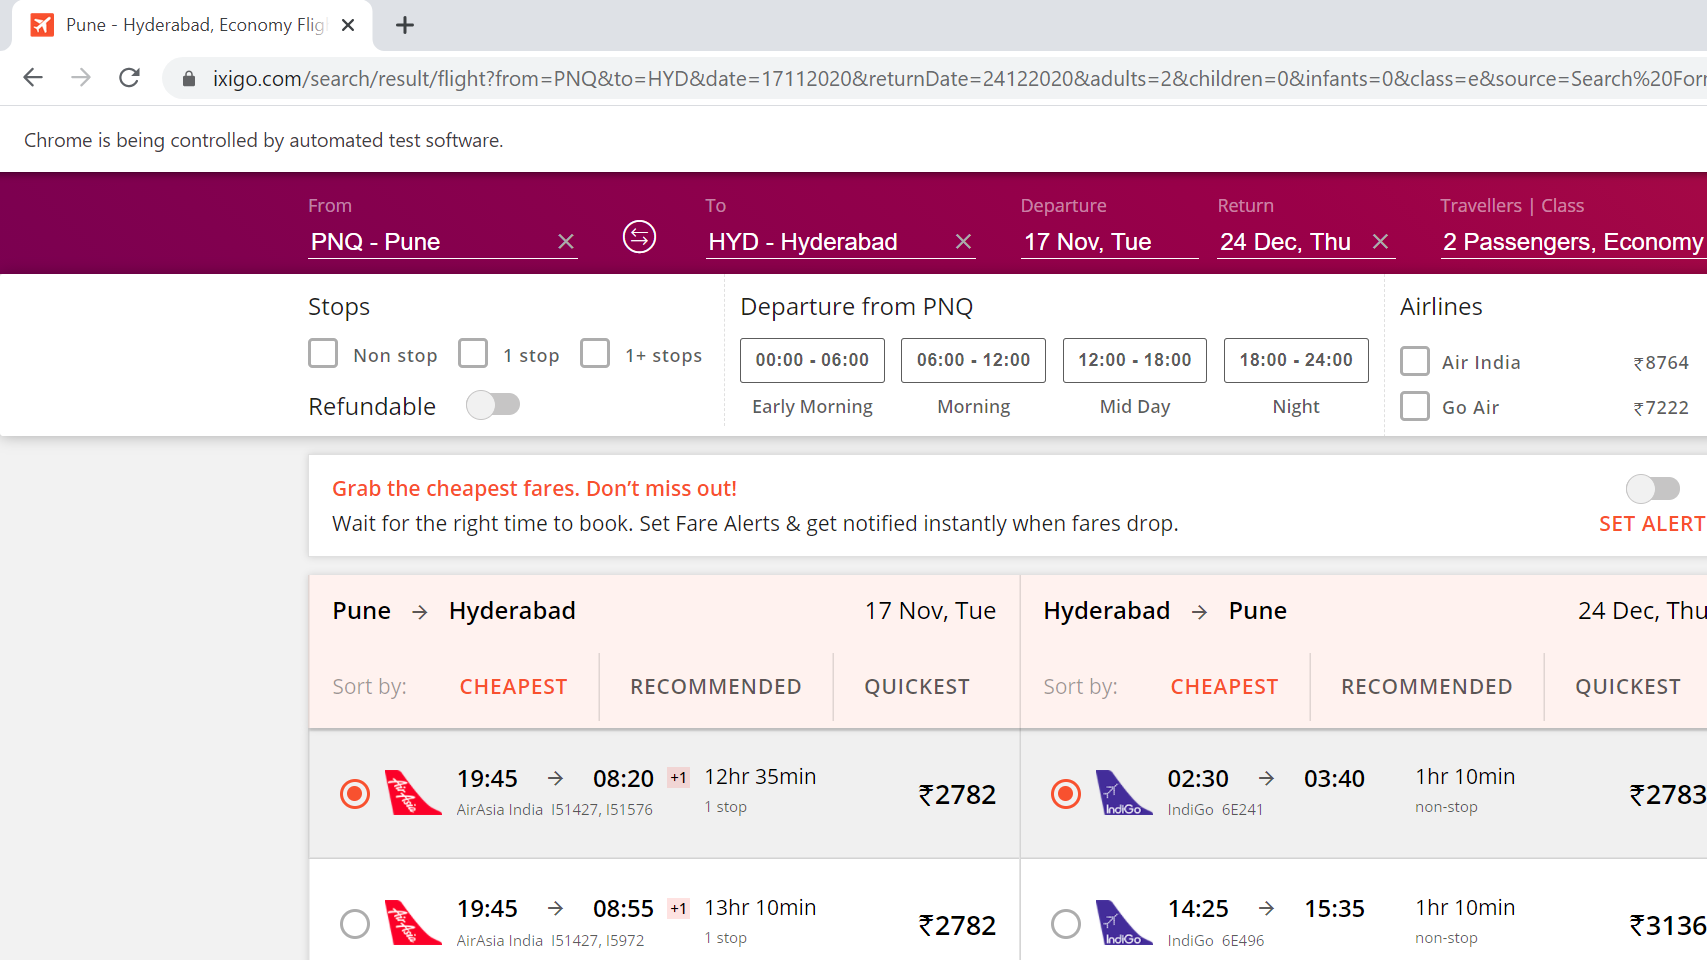 Pune - Hyderabad, Economy Flig
ixigo.com/search/result/flight?from=PNQ&to=HYD&date=17112020&returnDate=24122020&adults=2&children=0&infants=0&class=e&source=Search%20For
Chrome is being controlled by automated test software.
From To Departure Return Travellers | Class
PNQ - Pune HYD - Hyderabad 17 Nov, Tue 24 Dec, Thu 2 Passengers, Economy
Stops Departure from PNQ Airlines
Non stop 1 stop 1+ stops 00:00 - 06:00 06:00 - 12:00 12:00 - 18:00 18:00 - 24:00 Air India ₹8764
Refundable Early Morning Morning Mid Day Night Go Air ₹7222
Grab the cheapest fares. Don’t miss out!
Wait for the right time to book. Set Fare Alerts & get notified instantly when fares drop.
SET ALERT
Pune → Hyderabad 17 Nov, Tue
Sort by: CHEAPEST RECOMMENDED QUICKEST
AirAsia 19:45 → 08:20 +1 12hr 35min ₹2782
AirAsia India I51427, I51576 1 stop
AirAsia 19:45 → 08:55 +1 13hr 10min ₹2782
AirAsia India I51427, I5972 1 stop
Hyderabad → Pune 24 Dec, Thu
Sort by: CHEAPEST RECOMMENDED QUICKEST
IndiGo 02:30 → 03:40 1hr 10min ₹2783
IndiGo 6E241 non-stop
IndiGo 14:25 → 15:35 1hr 10min ₹3136
IndiGo 6E496 non-stop